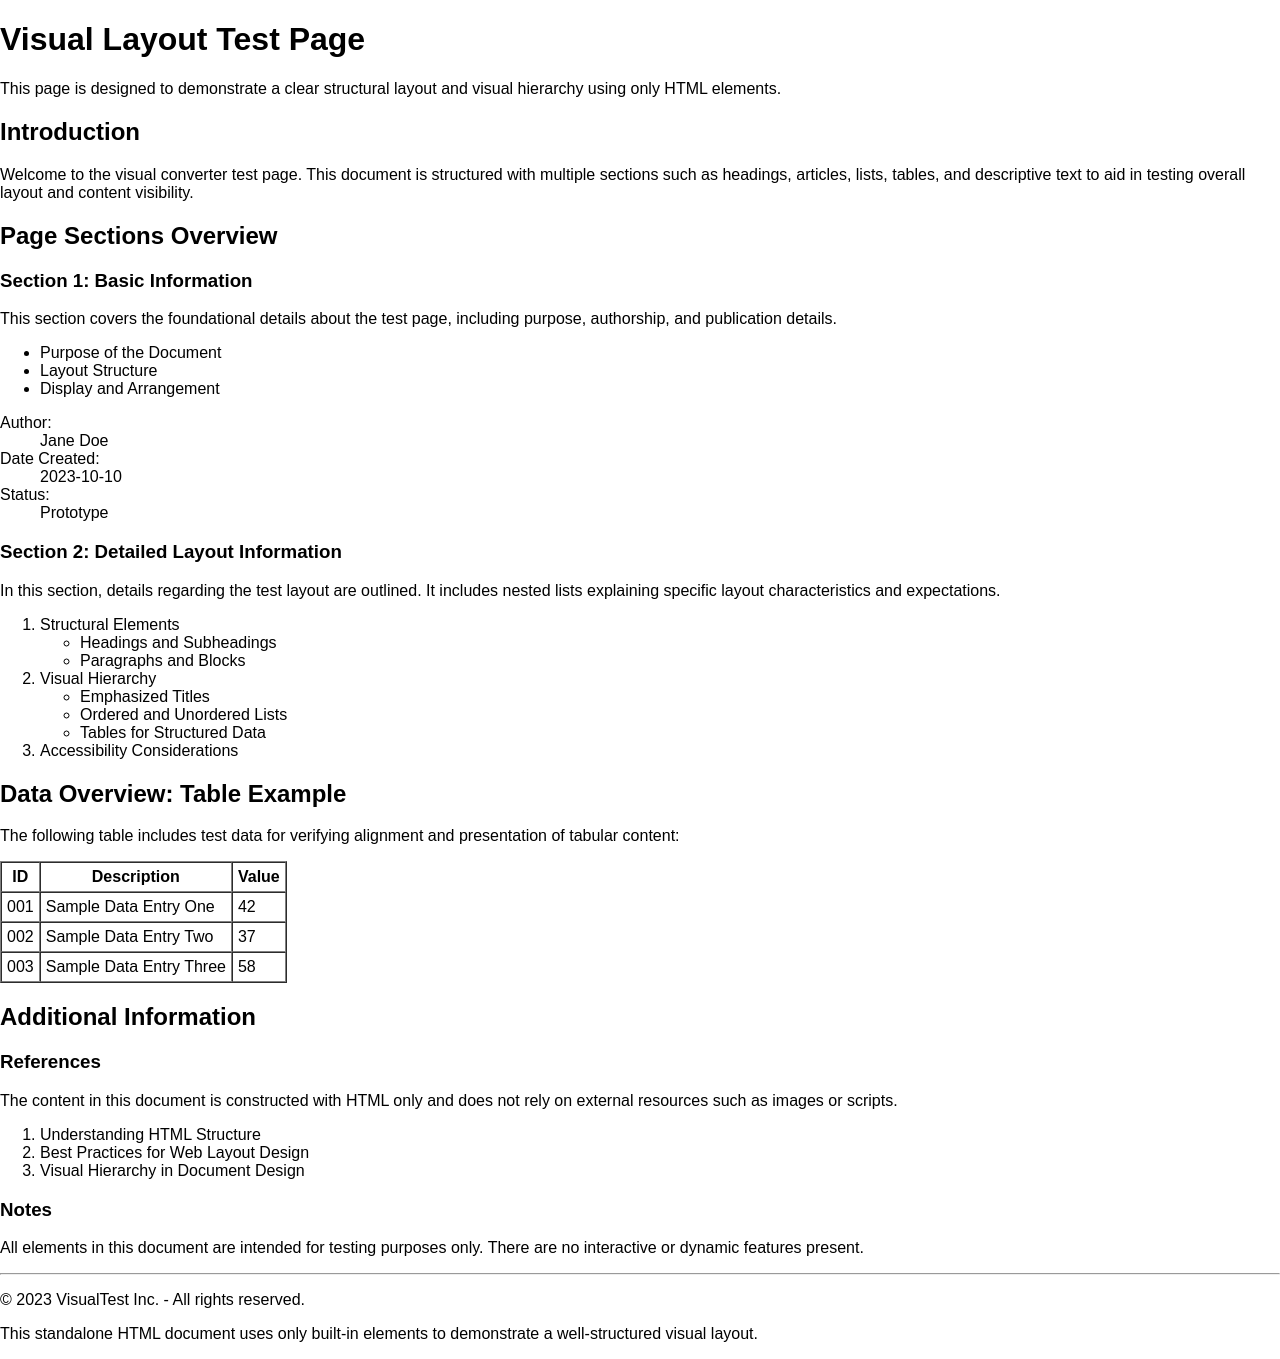 Visual Layout Test Page
This page is designed to demonstrate a clear structural layout and visual hierarchy using only HTML elements.
Introduction
Welcome to the visual converter test page. This document is structured with multiple sections such as headings, articles, lists, tables, and descriptive text to aid in testing overall
layout and content visibility.
Page Sections Overview
Section 1: Basic Information
This section covers the foundational details about the test page, including purpose, authorship, and publication details.
• Purpose of the Document
• Layout Structure
• Display and Arrangement
Author:
Jane Doe
Date Created:
2023-10-10
Status:
Prototype
Section 2: Detailed Layout Information
In this section, details regarding the test layout are outlined. It includes nested lists explaining specific layout characteristics and expectations.
1. Structural Elements
◦ Headings and Subheadings
◦ Paragraphs and Blocks
2. Visual Hierarchy
◦ Emphasized Titles
◦ Ordered and Unordered Lists
◦ Tables for Structured Data
3. Accessibility Considerations
Data Overview: Table Example
The following table includes test data for verifying alignment and presentation of tabular content:
ID Description Value
001 Sample Data Entry One 42
002 Sample Data Entry Two 37
003 Sample Data Entry Three 58
Additional Information
References
The content in this document is constructed with HTML only and does not rely on external resources such as images or scripts.
1. Understanding HTML Structure
2. Best Practices for Web Layout Design
3. Visual Hierarchy in Document Design
Notes
All elements in this document are intended for testing purposes only. There are no interactive or dynamic features present.
© 2023 VisualTest Inc. - All rights reserved.
This standalone HTML document uses only built-in elements to demonstrate a well-structured visual layout.